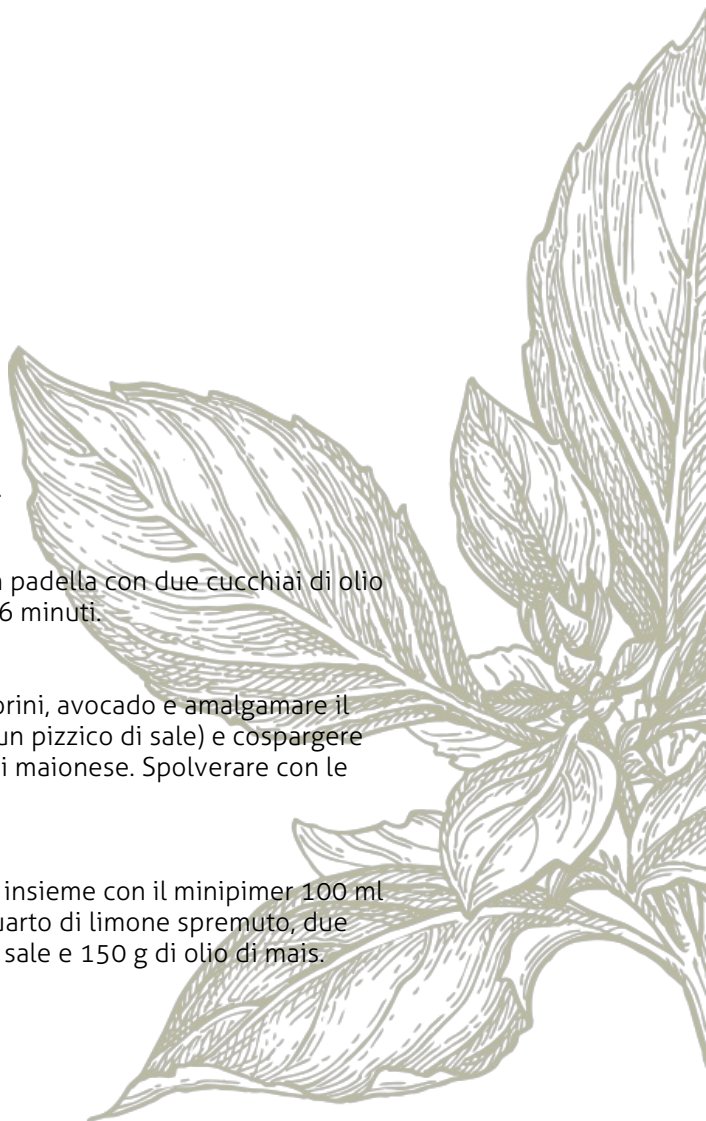 padella con due cucchiai di olio
6 minuti.
orini, avocado e amalgamare il
un pizzico di sale) e cospargere
i maionese. Spolverare con le
insieme con il minipimer 100 ml
uarto di limone spremuto, due
sale e 150 g di olio di mais.